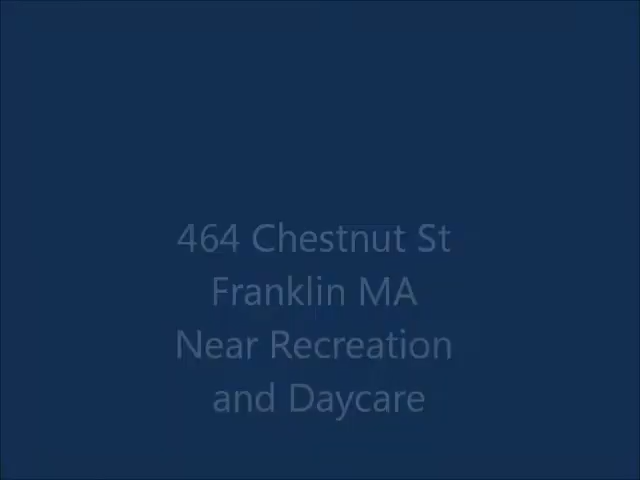 464 Chestnut St
Franklin MA
Near Recreation
and Daycare